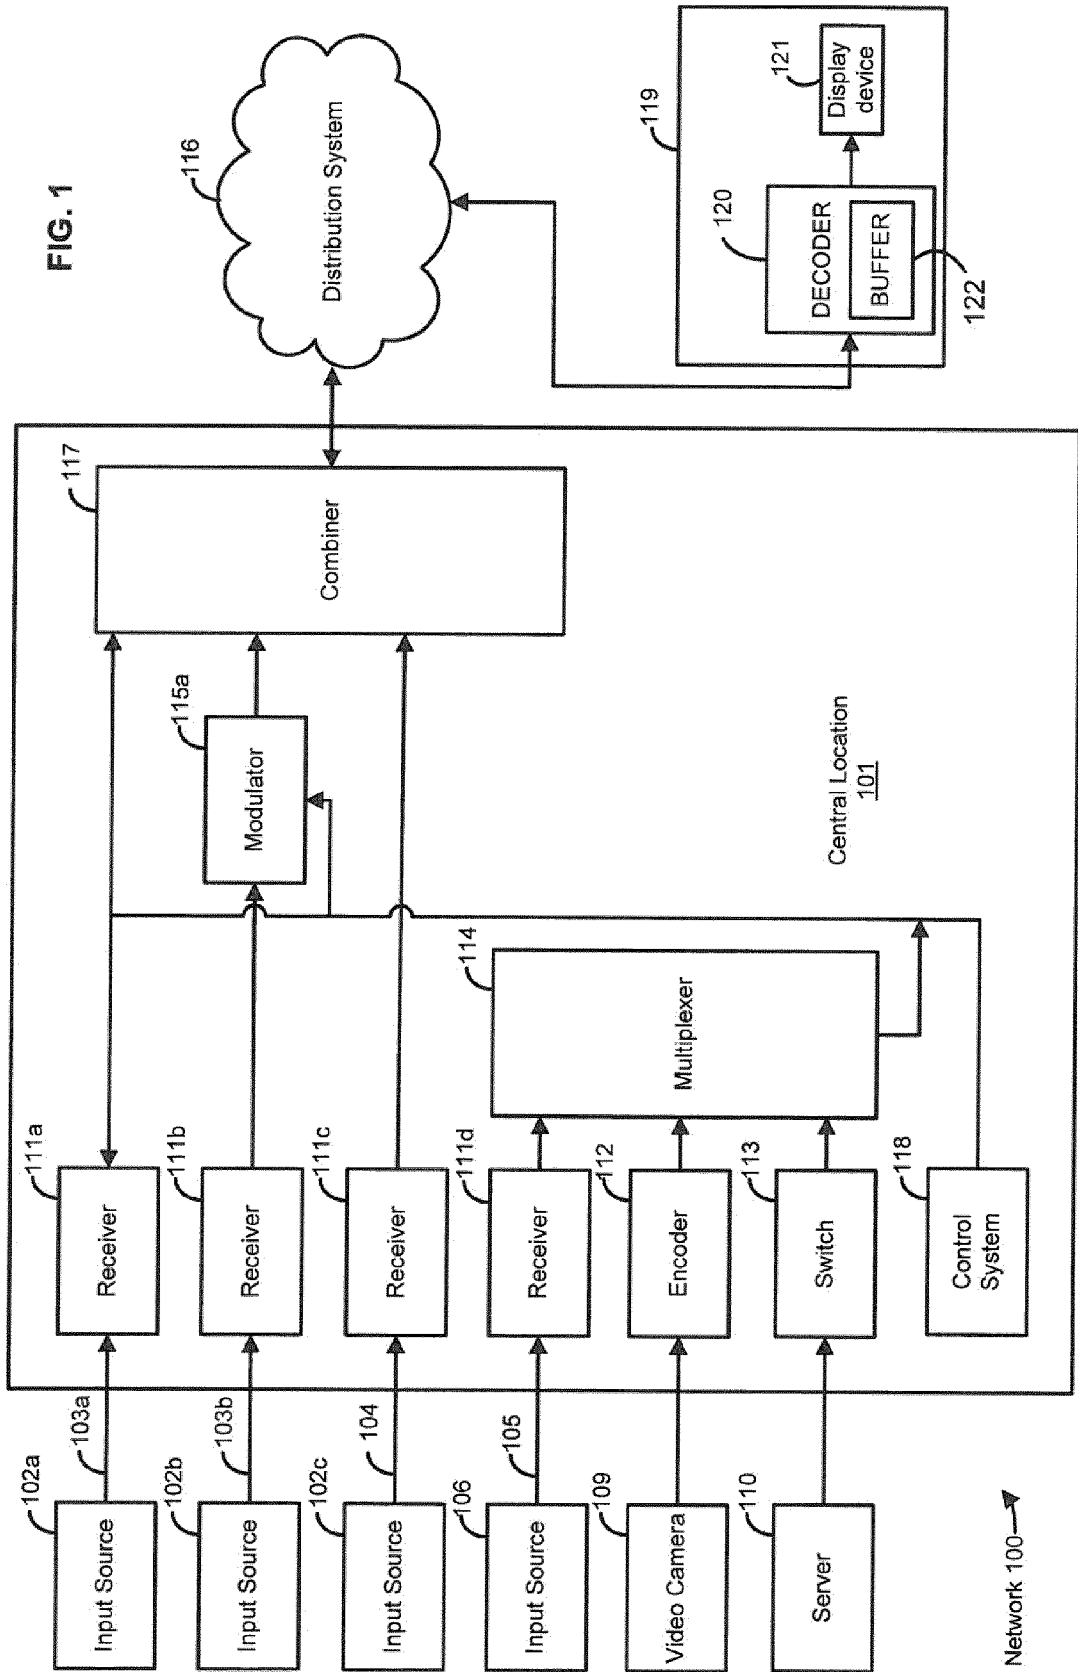 FIG. 1
102a
Input Source
103a
111a
Receiver
102b
Input Source
103b
111b
Receiver
115a
Modulator
102c
Input Source
104
111c
Receiver
117
Combiner
116
Distribution System
106
Input Source
105
111d
Receiver
114
Multiplexer
109
Video Camera
112
Encoder
110
Server
113
Switch
118
Control
System
Central Location
101
119
120
DECODER
BUFFER
122
121
Display
device
Network 100